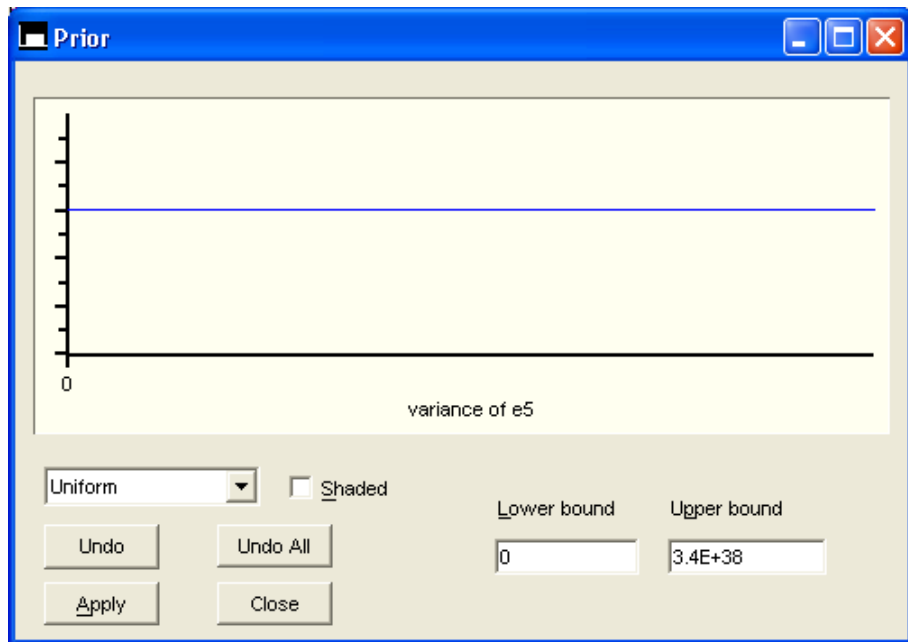 Prior
0
variance of e5
Uniform
Shaded
Lower bound
Upper bound
Undo
Undo All
0
3.4E+38
Apply
Close